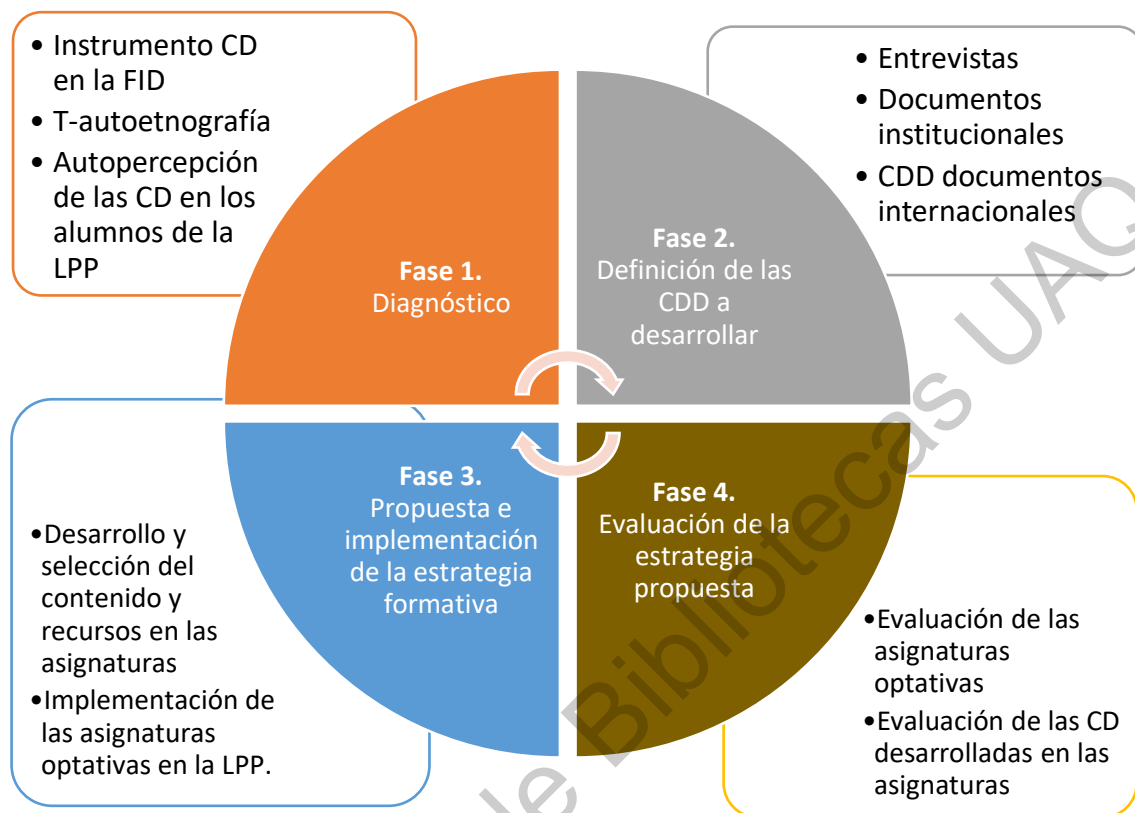 • Instrumento CD
en la FID
• T-autoetnografía
• Autopercepción
de las CD en los
alumnos de la
LPP
• Entrevistas
• Documentos
institucionales
• CDD documentos
internacionales
Fase 1.
Diagnóstico
Fase 2.
Definición de las
CDD a
desarrollar
Fase 3.
Propuesta e
implementación
de la estrategia
formativa
Fase 4.
Evaluación de la
estrategia
propuesta
•Desarrollo y
selección del
contenido y
recursos en las
asignaturas
•Implementación de
las asignaturas
optativas en la LPP.
•Evaluación de las
asignaturas
optativas
•Evaluación de las CD
desarrolladas en las
asignaturas
de Bibliotecas UAQ